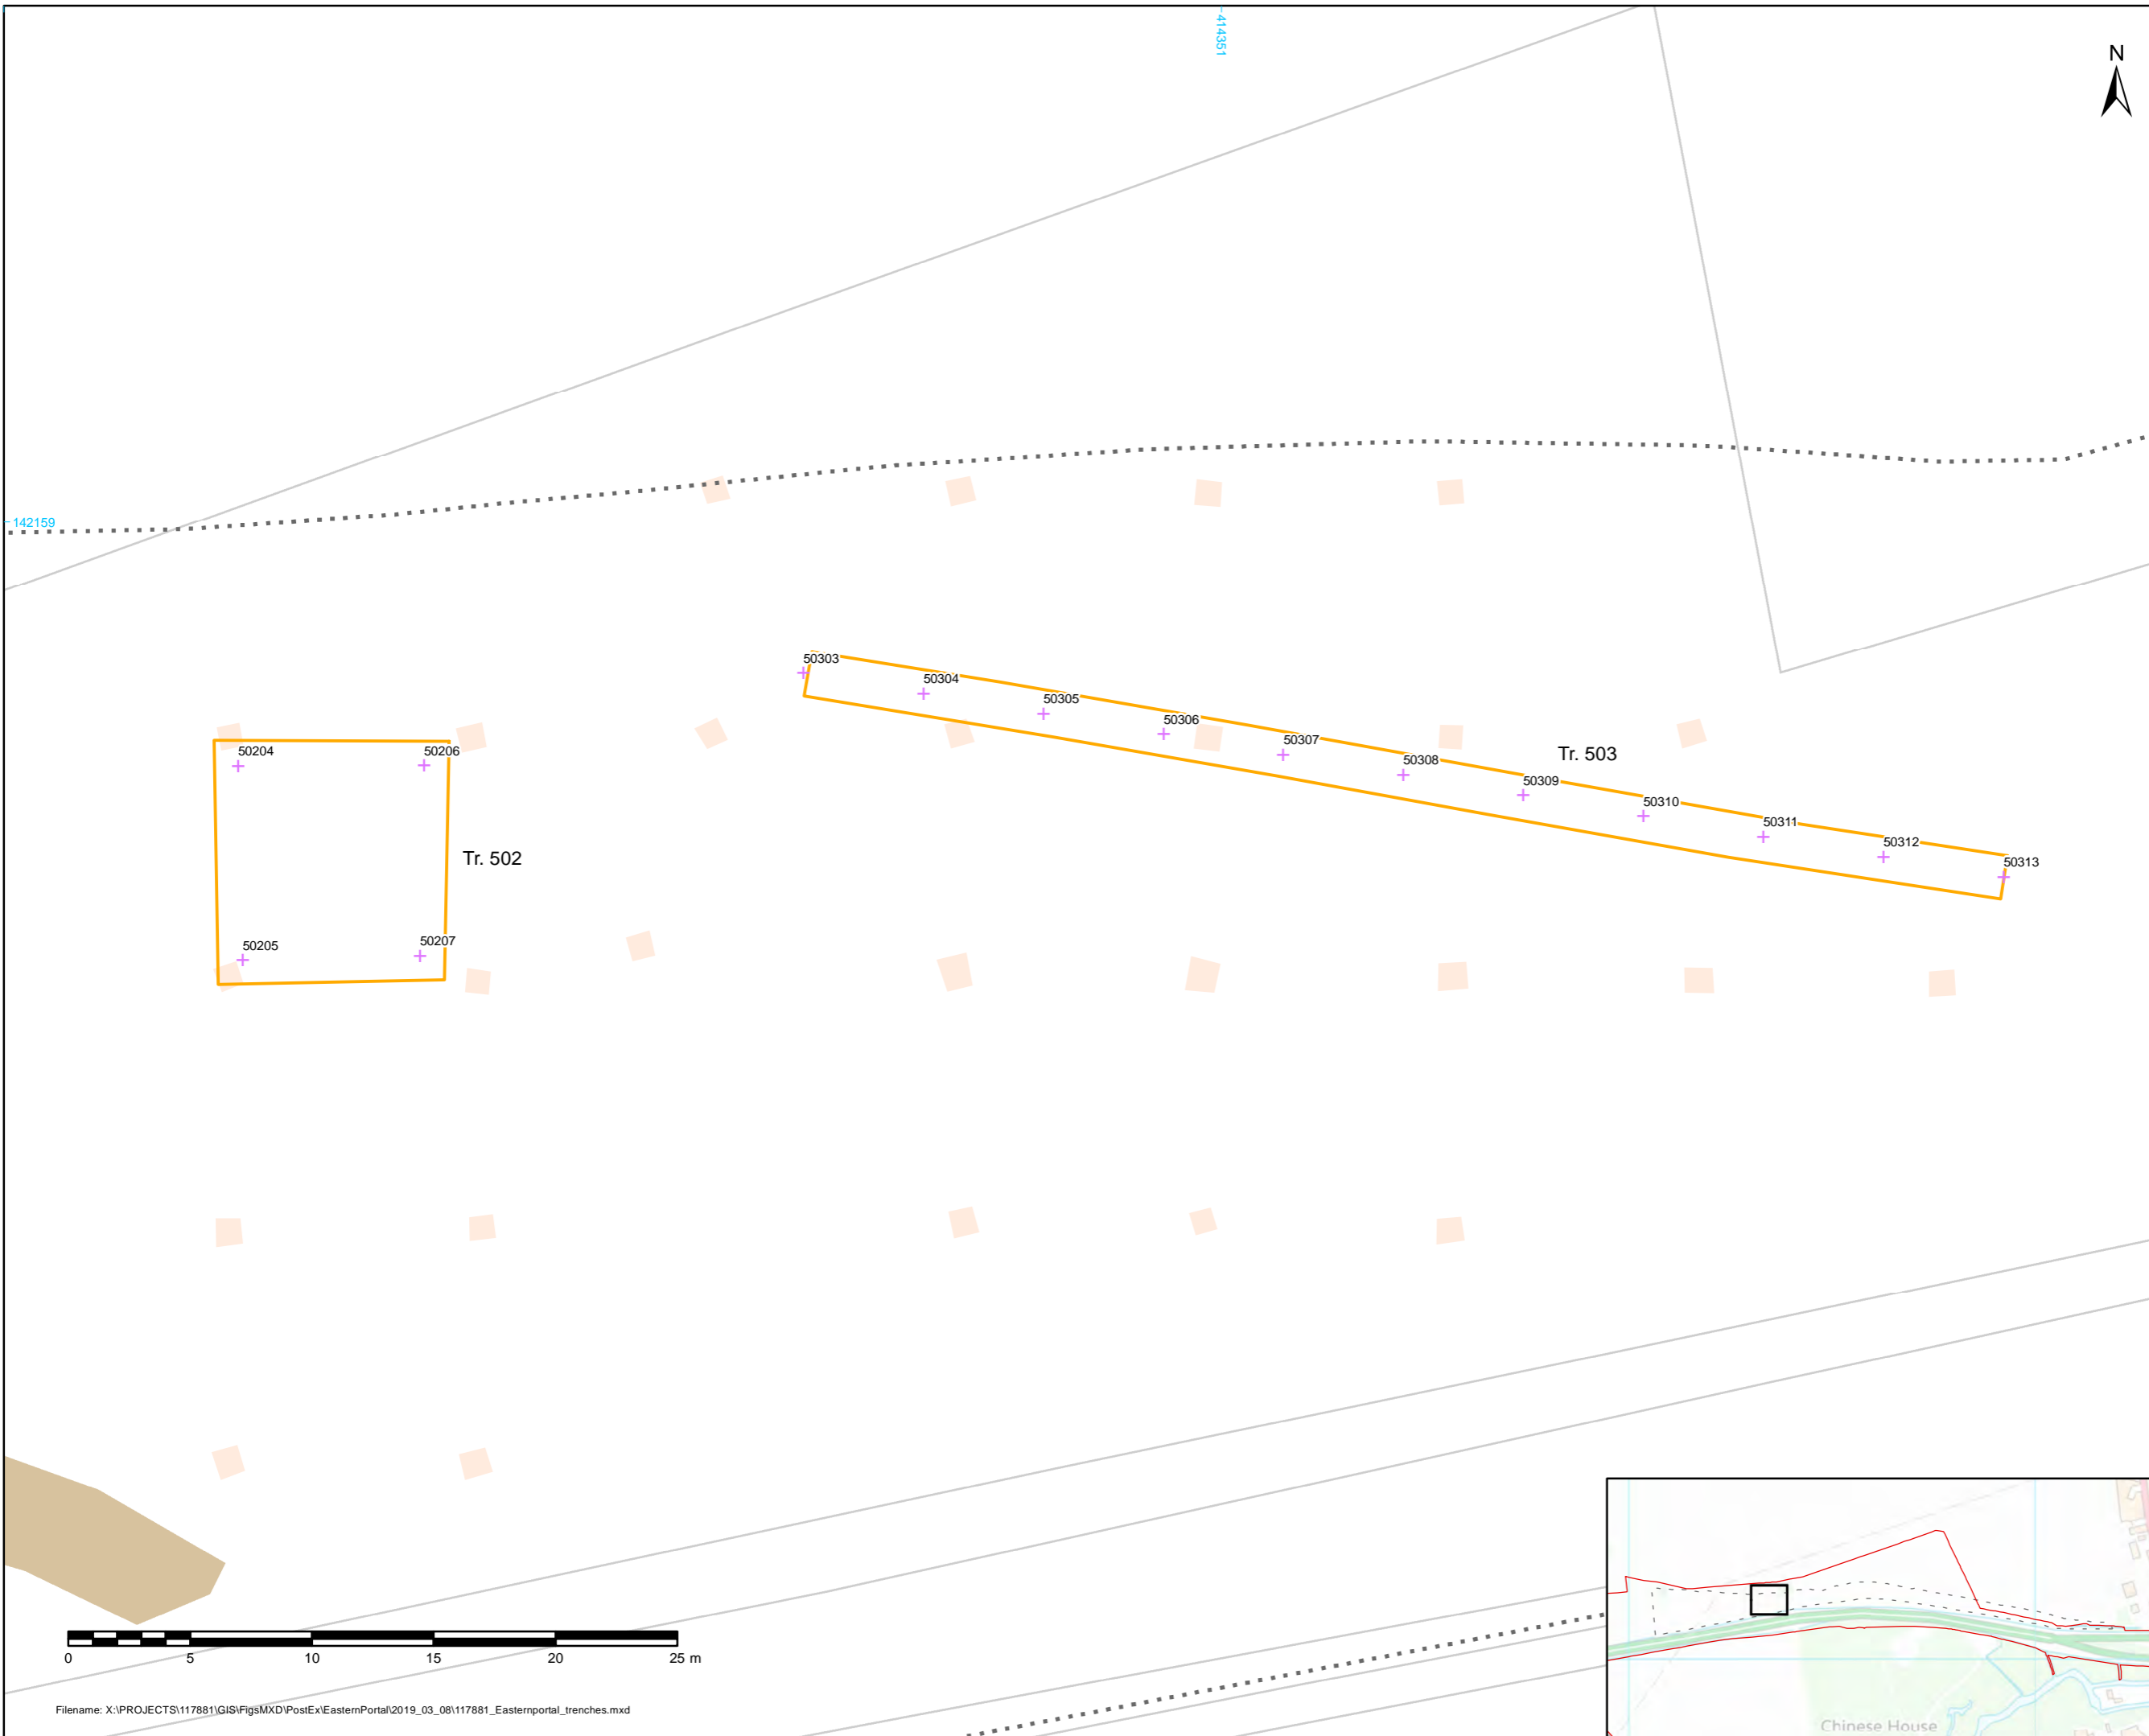 414351
N
142159
50303
50304
50305
50306
50307
50308
50309
50310
50311
50312
50313
Tr. 503
50204
50206
Tr. 502
50205
50207
0 5 10 15 20 25 m
Filename: X:\PROJECTS\117881\GIS\FigsMXD\PostEx\EasternPortal\2019_03_08\117881_Easternportal_trenches.mxd
Chinese House